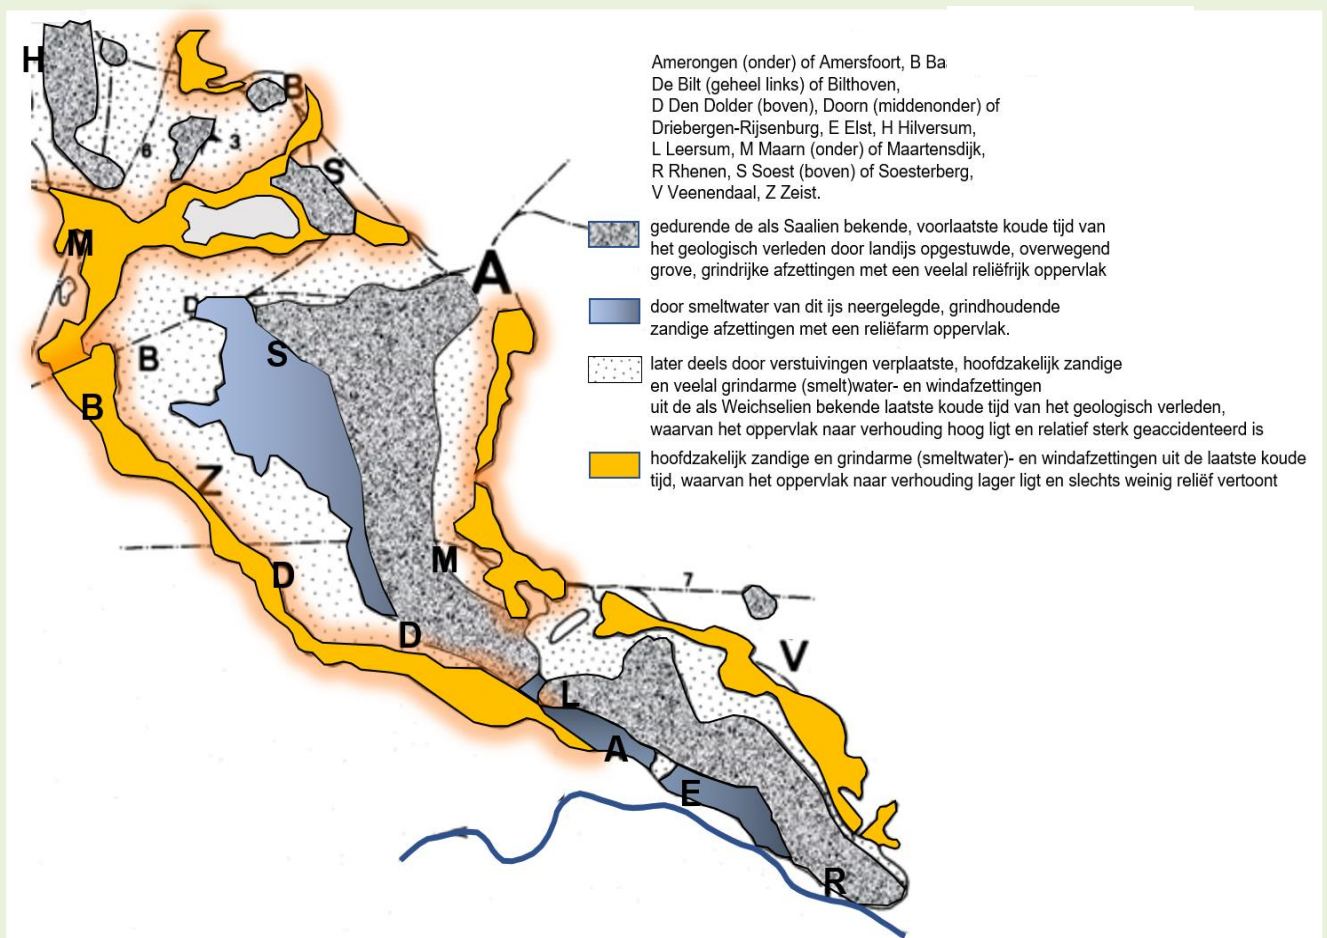 H
B
Amerongen (onder) of Amersfoort, B Ba
De Bilt (geheel links) of Bilthoven,
D Den Dolder (boven), Doorn (middenonder) of
Driebergen-Rijsenburg, E Elst, H Hilversum,
L Leersum, M Maarn (onder) of Maartensdijk,
R Rhenen, S Soest (boven) of Soesterberg,
V Veenendaal, Z Zeist.
6
3
S
gedurende de als Saalien bekende, voorlaatste koude tijd van
het geologisch verleden door landijs opgestuwde, overwegend
grove, grindrijke afzettingen met een veelal reliëfrijk oppervlak
M
A
D
door smeltwater van dit ijs neergelegde, grindhoudende
zandige afzettingen met een reliëfarm oppervlak.
B
S
later deels door verstuivingen verplaatste, hoofdzakelijk zandige
en veelal grindarme (smelt)water- en windafzettingen
uit de als Weichselien bekende laatste koude tijd van het geologisch verleden,
waarvan het oppervlak naar verhouding hoog ligt en relatief sterk geaccidenteerd is
B
hoofdzakelijk zandige en grindarme (smeltwater)- en windafzettingen uit de laatste koude
tijd, waarvan het oppervlak naar verhouding lager ligt en slechts weinig reliëf vertoont
Z
M
D
7
D
V
L
A
E
R